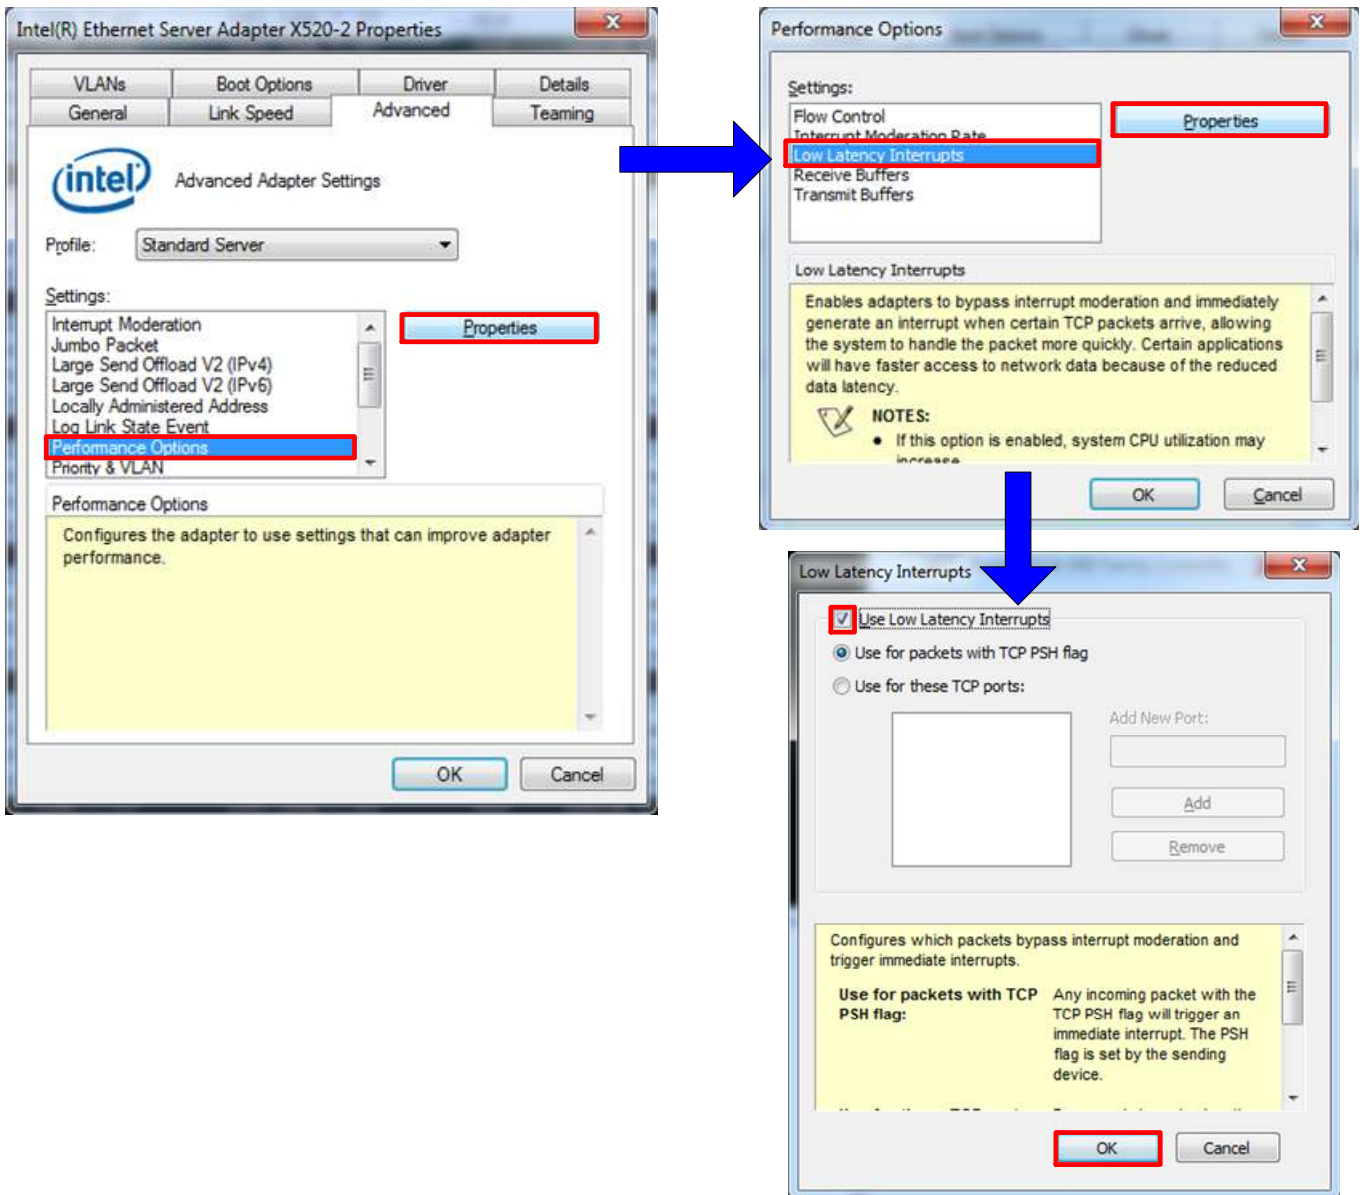 Intel(R) Ethernet Server Adapter X520-2 Properties
VLANs
Boot Options
Driver
Details
General
Link Speed
Advanced
Teaming
intel
Advanced Adapter Settings
Profile:
Standard Server
Settings:
Interrupt Moderation
Jumbo Packet
Large Send Offload V2 (IPv4)
Large Send Offload V2 (IPv6)
Locally Administered Address
Log Link State Event
Performance Options
Priority & VLAN
Properties
Performance Options
Configures the adapter to use settings that can improve adapter
performance.
OK
Cancel
Performance Options
Settings:
Flow Control
Interrupt Moderation Rate
Low Latency Interrupts
Receive Buffers
Transmit Buffers
Properties
Low Latency Interrupts
Enables adapters to bypass interrupt moderation and immediately
generate an interrupt when certain TCP packets arrive, allowing
the system to handle the packet more quickly. Certain applications
will have faster access to network data because of the reduced
data latency.
NOTES:
• If this option is enabled, system CPU utilization may
increase
OK
Cancel
Low Latency Interrupts
Use Low Latency Interrupts
Use for packets with TCP PSH flag
Use for these TCP ports:
Add New Port:
Add
Remove
Configures which packets bypass interrupt moderation and
trigger immediate interrupts.
Use for packets with TCP
PSH flag:
Any incoming packet with the
TCP PSH flag will trigger an
immediate interrupt. The PSH
flag is set by the sending
device.
OK
Cancel